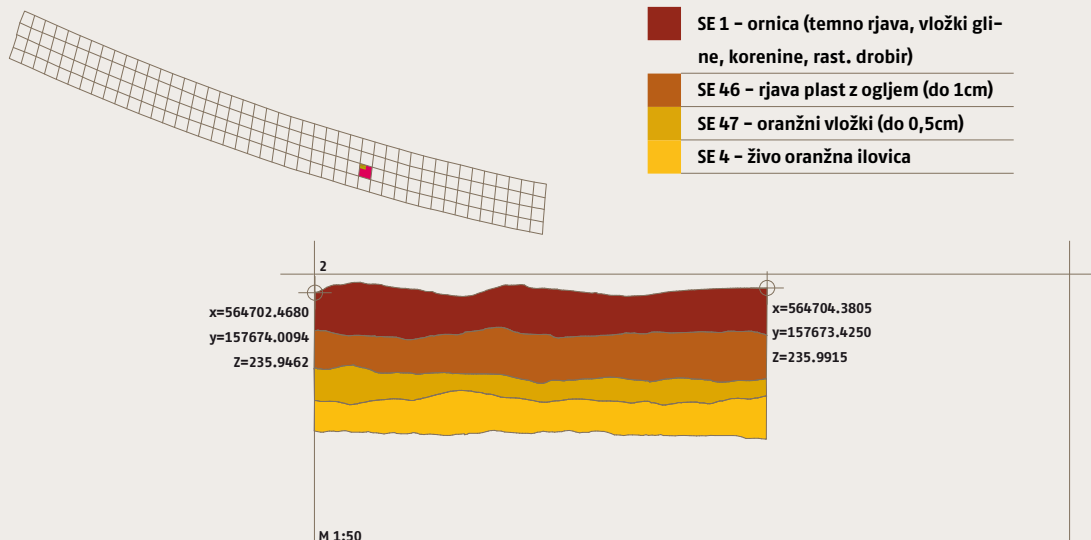 SE 1 – ornica (temno rjava, vložki gli–
ne, korenine, rast. drobir)
SE 46 – rjava plast z ogljem (do 1cm)
SE 47 – oranžni vložki (do 0,5cm)
SE 4 – živo oranžna ilovica
2
x=564702.4680
y=157674.0094
Z=235.9462
x=564704.3805
y=157673.4250
Z=235.9915
M 1:50